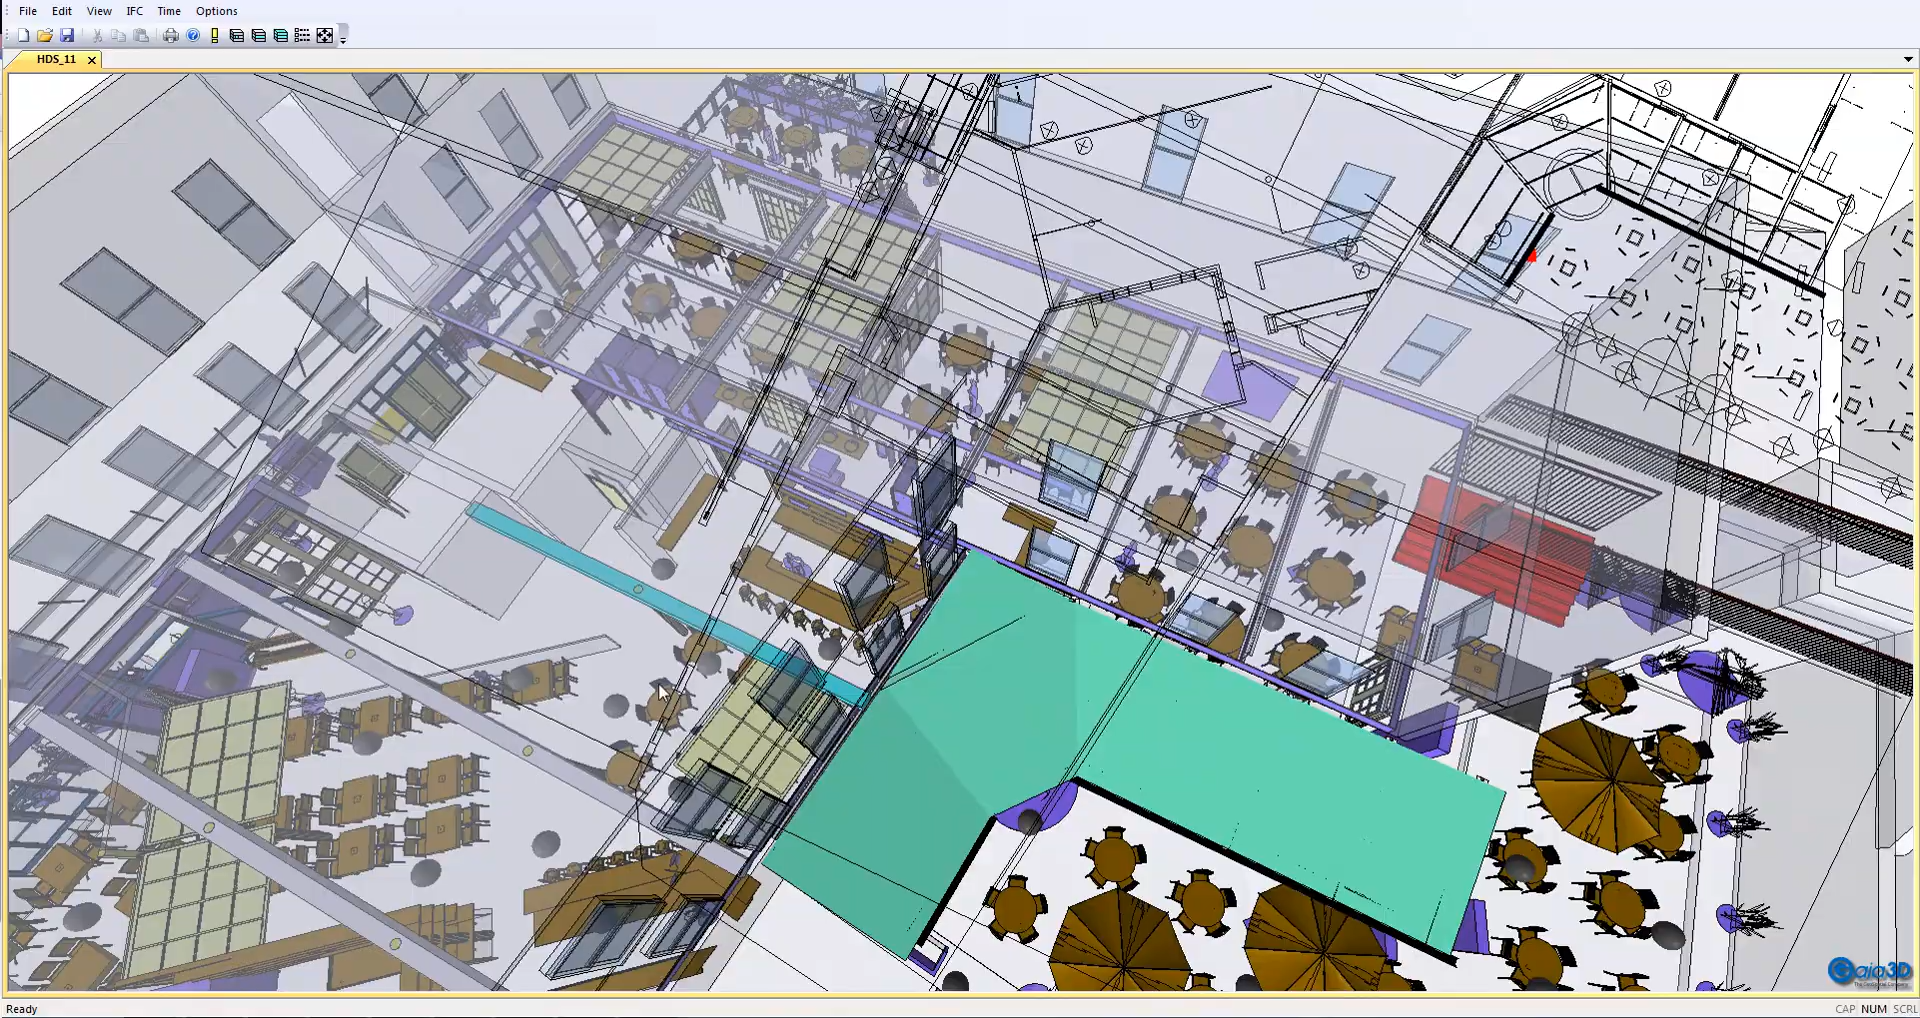 File Edit View IFC Time Options
HDS_11
Gaia3D
Ready
CAP NUM SCRL